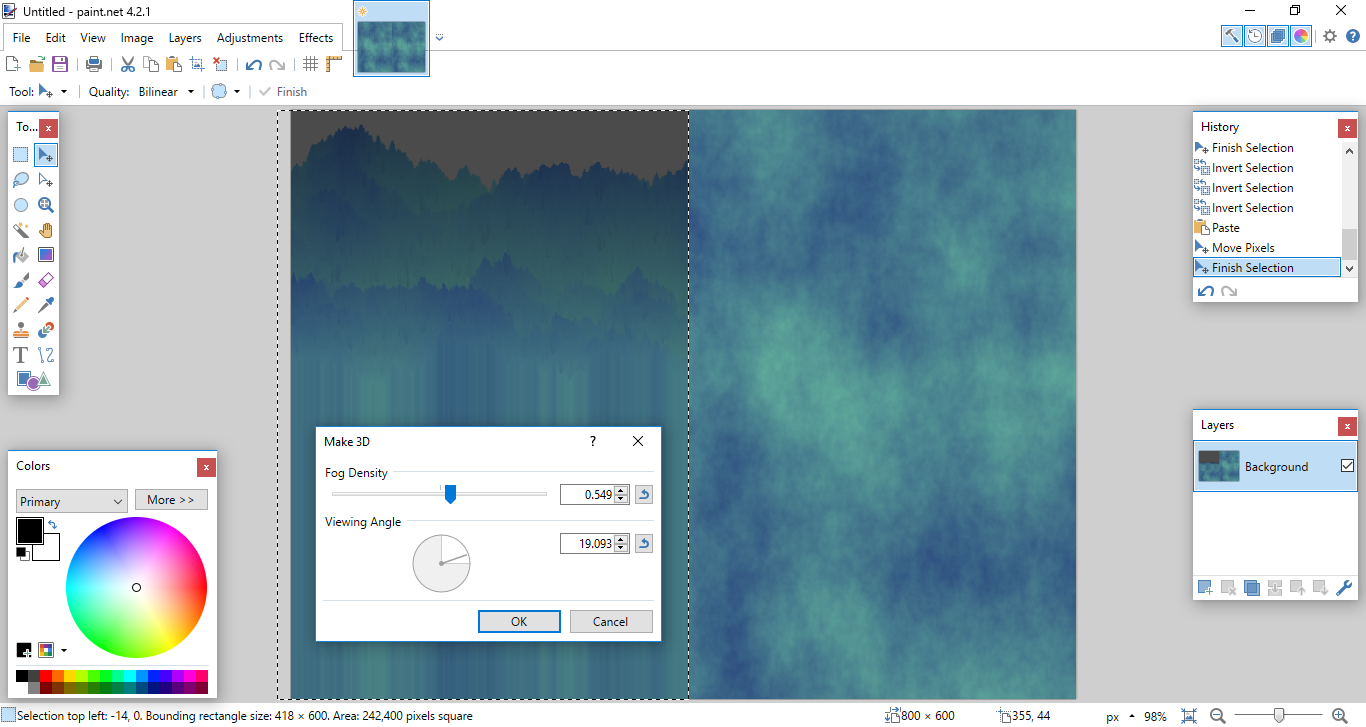 Untitled - paint.net 4.2.1
File Edit View Image Layers Adjustments Effects
Tool: Quality: Bilinear Finish
To...
History
Finish Selection
Invert Selection
Invert Selection
Invert Selection
Paste
Move Pixels
Finish Selection
Make 3D
Fog Density
0.549
Viewing Angle
19.093
OK Cancel
Layers
Background
Colors
Primary More >>
Selection top left: -14, 0. Bounding rectangle size: 418 × 600. Area: 242,400 pixels square 800 × 600 355, 44 px 98%